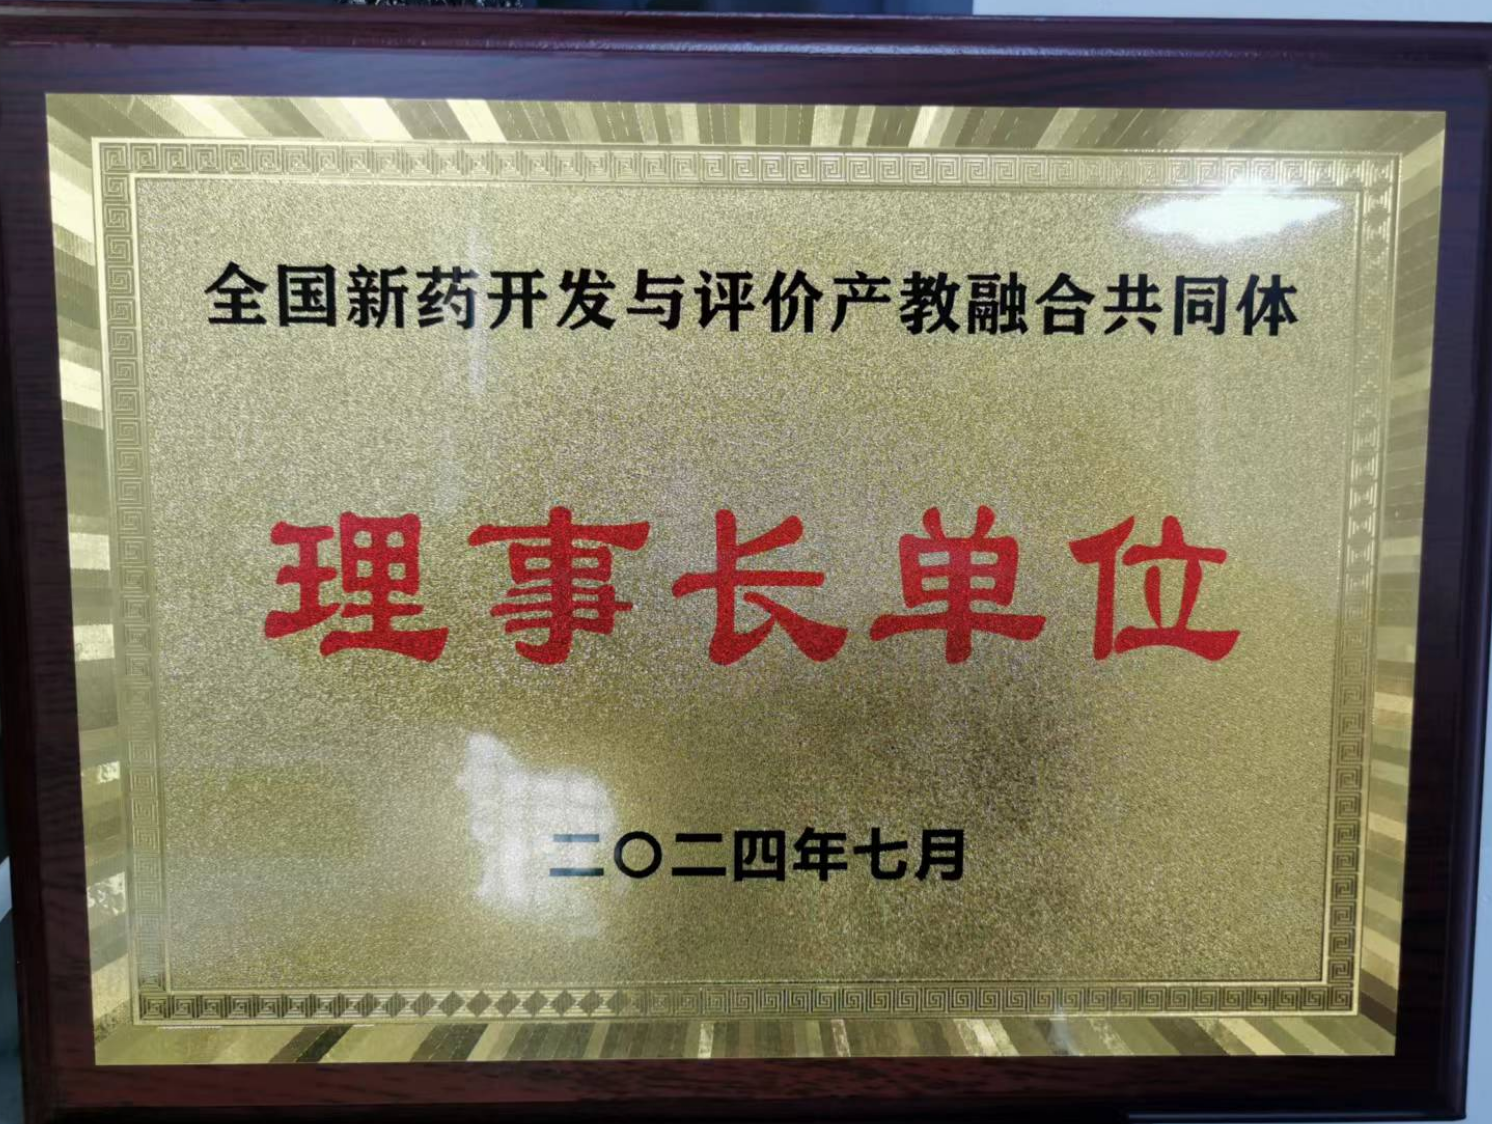 全国新药开发与评价产教融合共同体
理事长单位
二〇二四年七月